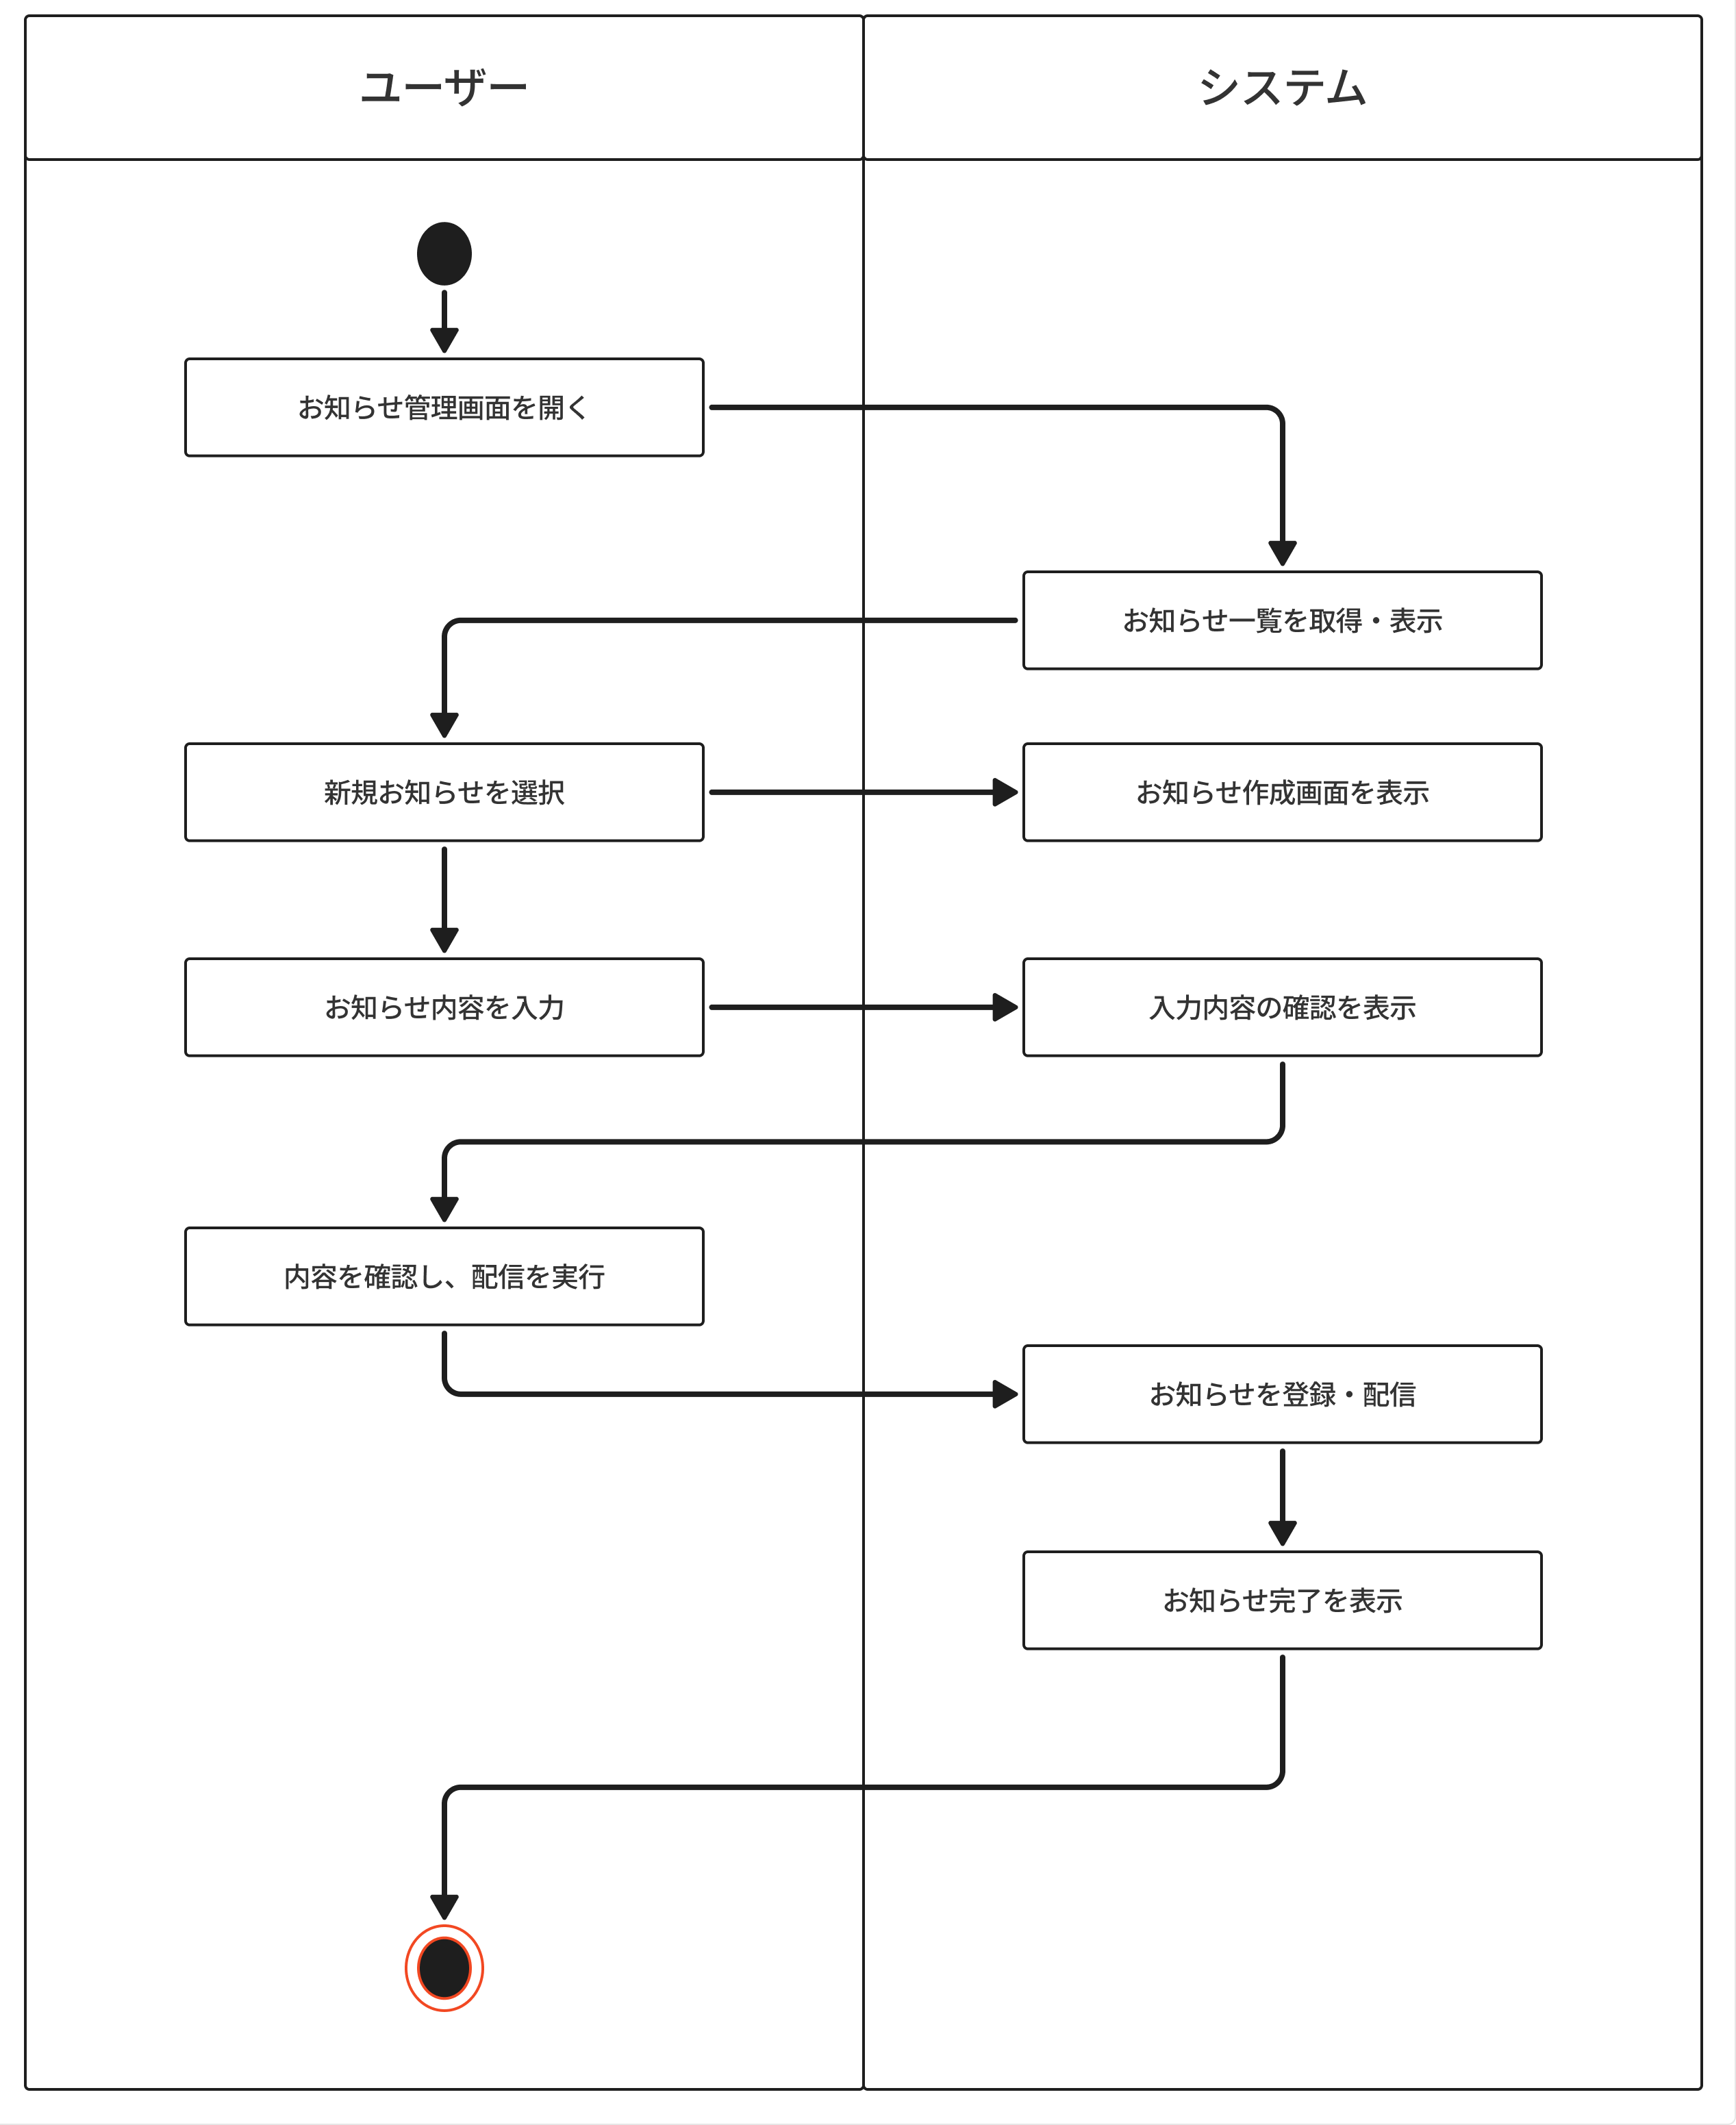 ユーザー
システム
お知らせ管理画面を開く
お知らせ一覧を取得・表示
新規お知らせを選択
お知らせ作成画面を表示
お知らせ内容を入力
入力内容の確認を表示
内容を確認し、配信を実行
お知らせを登録・配信
お知らせ完了を表示